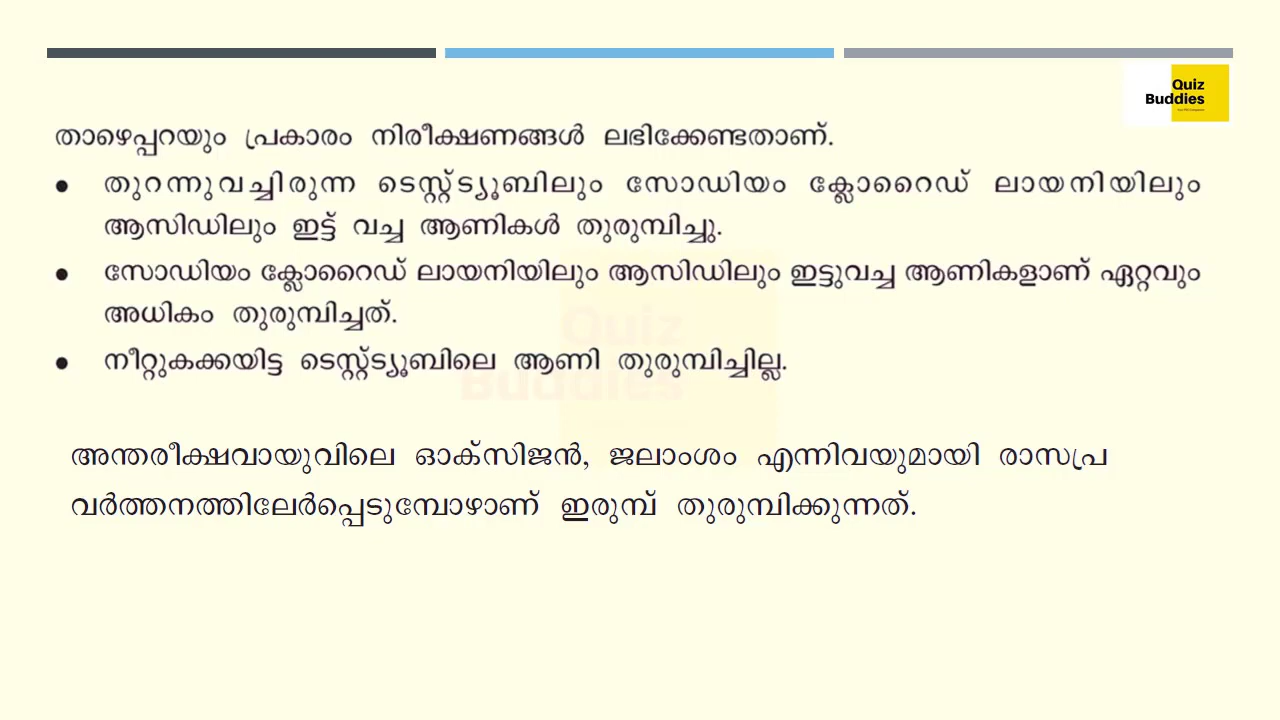 Quiz
Buddies
താഴെപ്പറയും പ്രകാരം നിരീക്ഷണങ്ങൾ ലഭിക്കേണ്ടതാണ്.
• തുറന്നുവച്ചിരുന്ന ടെസ്റ്റ്ട്യൂബിലും സോഡിയം ക്ലോറൈഡ് ലായനിയിലും
ആസിഡിലും ഇട്ട് വച്ച ആണികൾ തുരുമ്പിച്ചു.
• സോഡിയം ക്ലോറൈഡ് ലായനിയിലും ആസിഡിലും ഇട്ടുവച്ച ആണികളാണ് ഏറ്റവും
അധികം തുരുമ്പിച്ചത്.
• നീറ്റുകക്കയിട്ട ടെസ്റ്റ്ട്യൂബിലെ ആണി തുരുമ്പിച്ചില്ല.
Quiz
Buddies
അന്തരീക്ഷവായുവിലെ ഓക്സിജൻ, ജലാംശം എന്നിവയുമായി രാസപ്ര
വർത്തനത്തിലേർപ്പെടുമ്പോഴാണ് ഇരുമ്പ് തുരുമ്പിക്കുന്നത്.